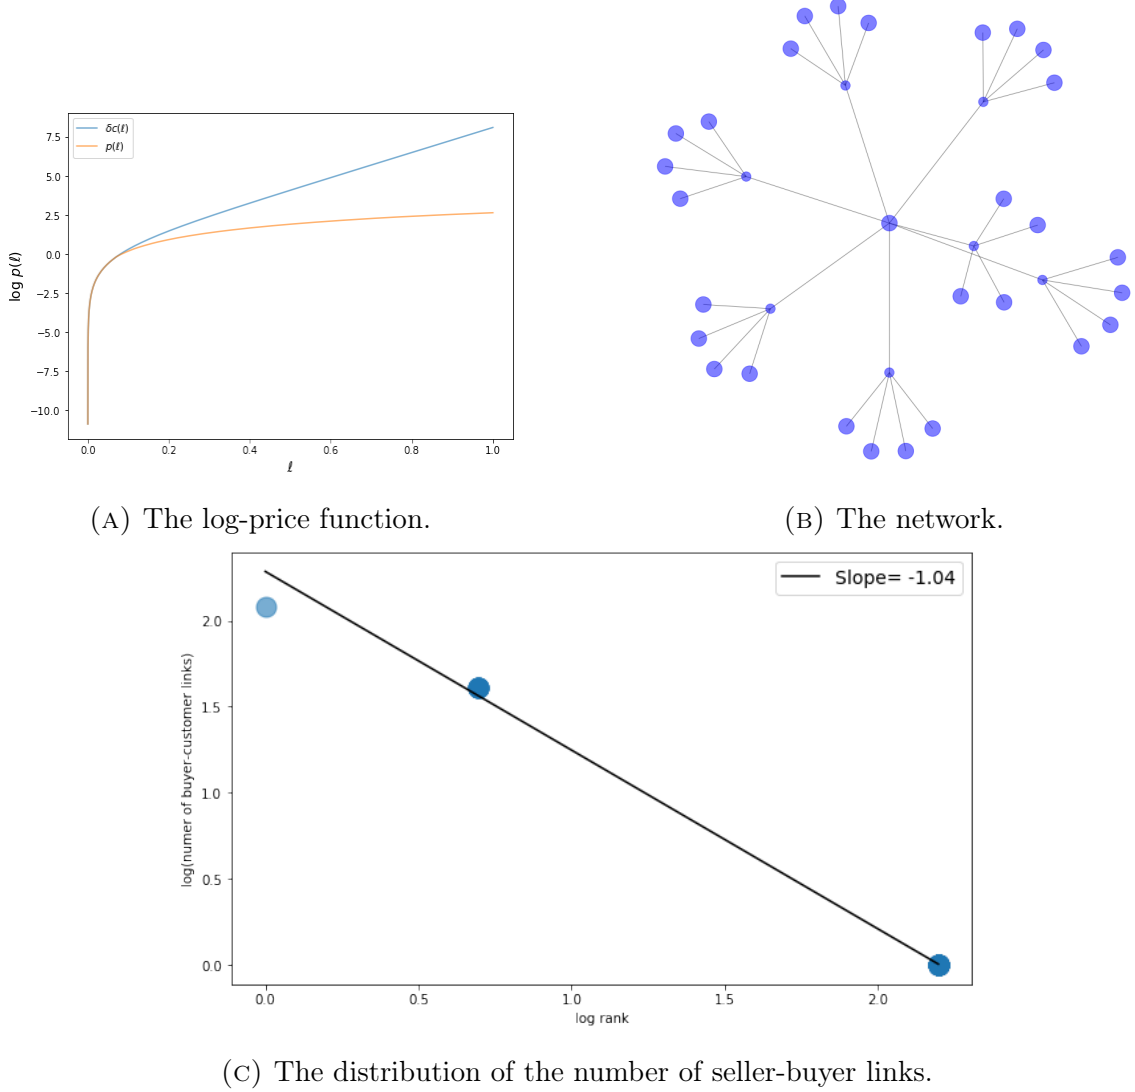 δc(ℓ)
p(ℓ)
log p(ℓ)
7.5
5.0
2.5
0.0
−2.5
−5.0
−7.5
−10.0
0.0 0.2 0.4 0.6 0.8 1.0
ℓ
(A) The log-price function.
(B) The network.
Slope= -1.04
log(numer of buyer-customer links)
2.0
1.5
1.0
0.5
0.0
0.0 0.5 1.0 1.5 2.0
log rank
(C) The distribution of the number of seller-buyer links.